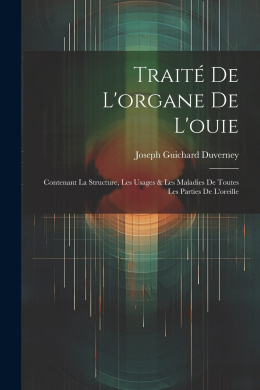 Traité De
L'organe De
L'ouie
Joseph Guichard Duverney
Contenant La Structure, Les Usages & Les Maladies De Toutes
Les Parties De L'oreille